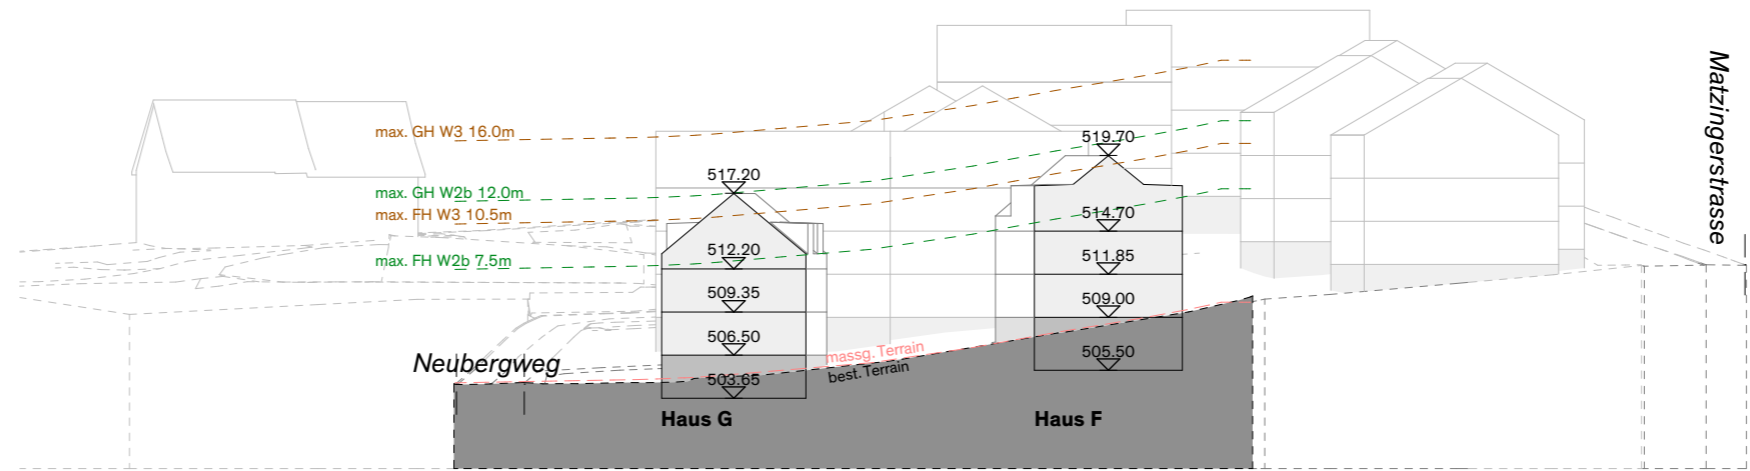 Matzingerstrasse
max. GH W3 16.0m
519.70
517.20
max. GH W2b 12.0m
max. FH W3 10.5m
514.70
512.20
511.85
max. FH W2b 7.5m
509.35
509.00
506.50
massg. Terrain
505.50
Neubergweg
best. Terrain
503.65
Haus G
Haus F